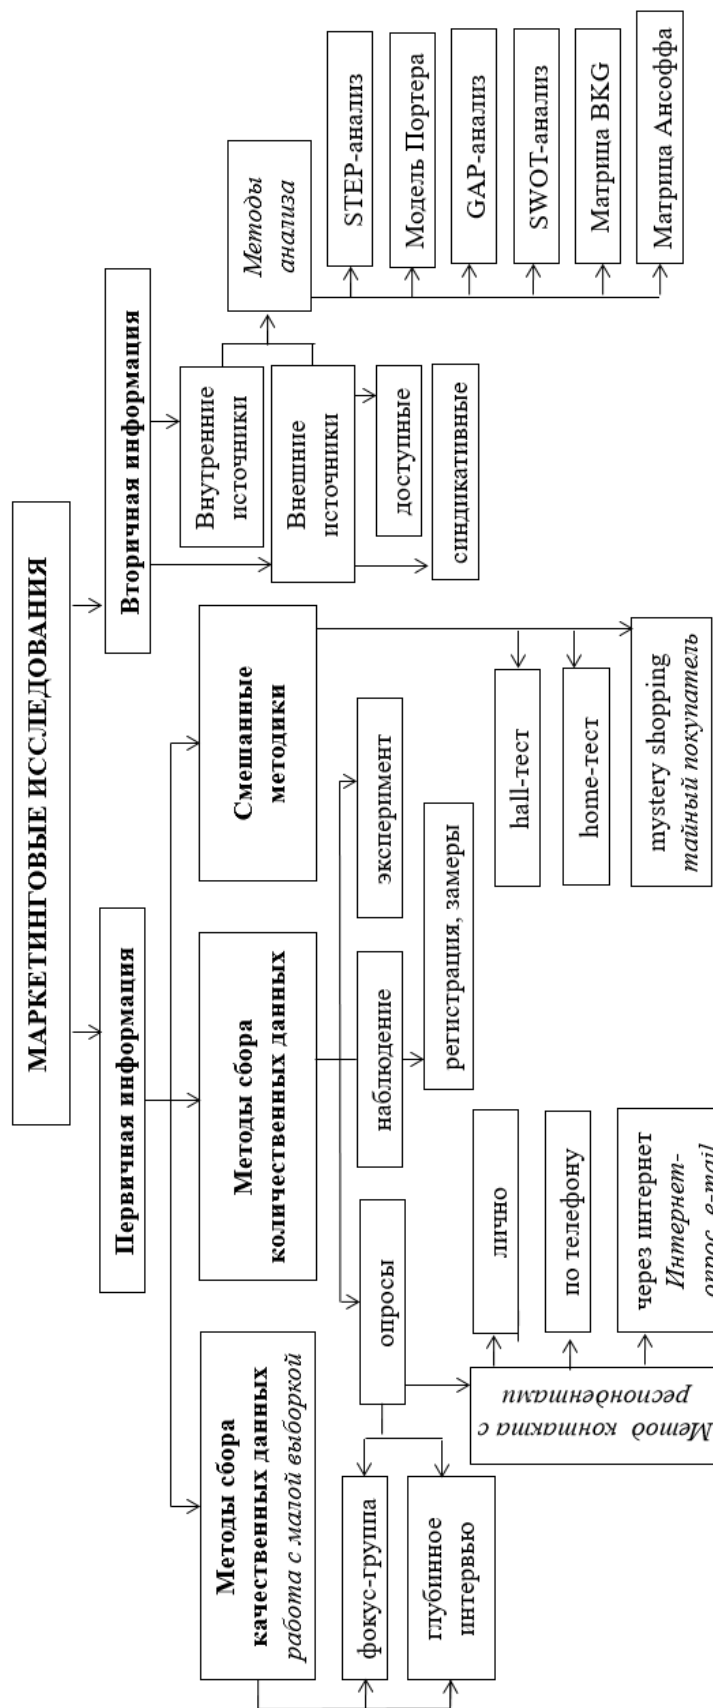 МАРКЕТИНГОВЫЕ ИССЛЕДОВАНИЯ
Первичная информация
Вторичная информация
Методы сбора
качественных данных
работа с малой выборкой
Методы сбора
количественных данных
Смешанные
методики
Внутренние
источники
Внешние
источники
Методы
анализа
фокус-группа
глубинное
интервью
опросы
наблюдение
эксперимент
регистрация, замеры
доступные
синдикативные
STEP-анализ
Модель Портера
GAP-анализ
SWOT-анализ
Матрица BKG
Матрица Ансоффа
Метод контакта с
респондентами
лично
по телефону
через интернет
Интернет-
опрос, e-mail
hall-тест
home-тест
mystery shopping
тайный покупатель